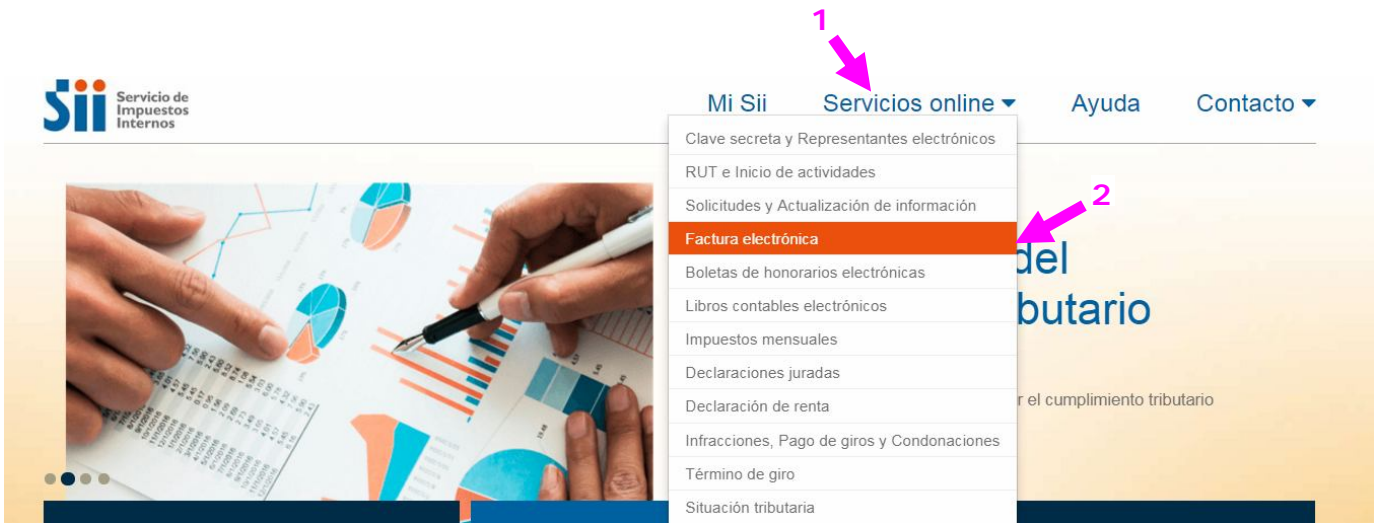 1
Sii Servicio de
Impuestos
Internos
Mi Sii Servicios online Ayuda Contacto
Clave secreta y Representantes electrónicos
RUT e Inicio de actividades
Solicitudes y Actualización de información
2
Factura electrónica
del
Boletas de honorarios electrónicas
Libros contables electrónicos
butario
Impuestos mensuales
Declaraciones juradas
Declaración de renta
r el cumplimiento tributario
Infracciones, Pago de giros y Condonaciones
Término de giro
Situación tributaria